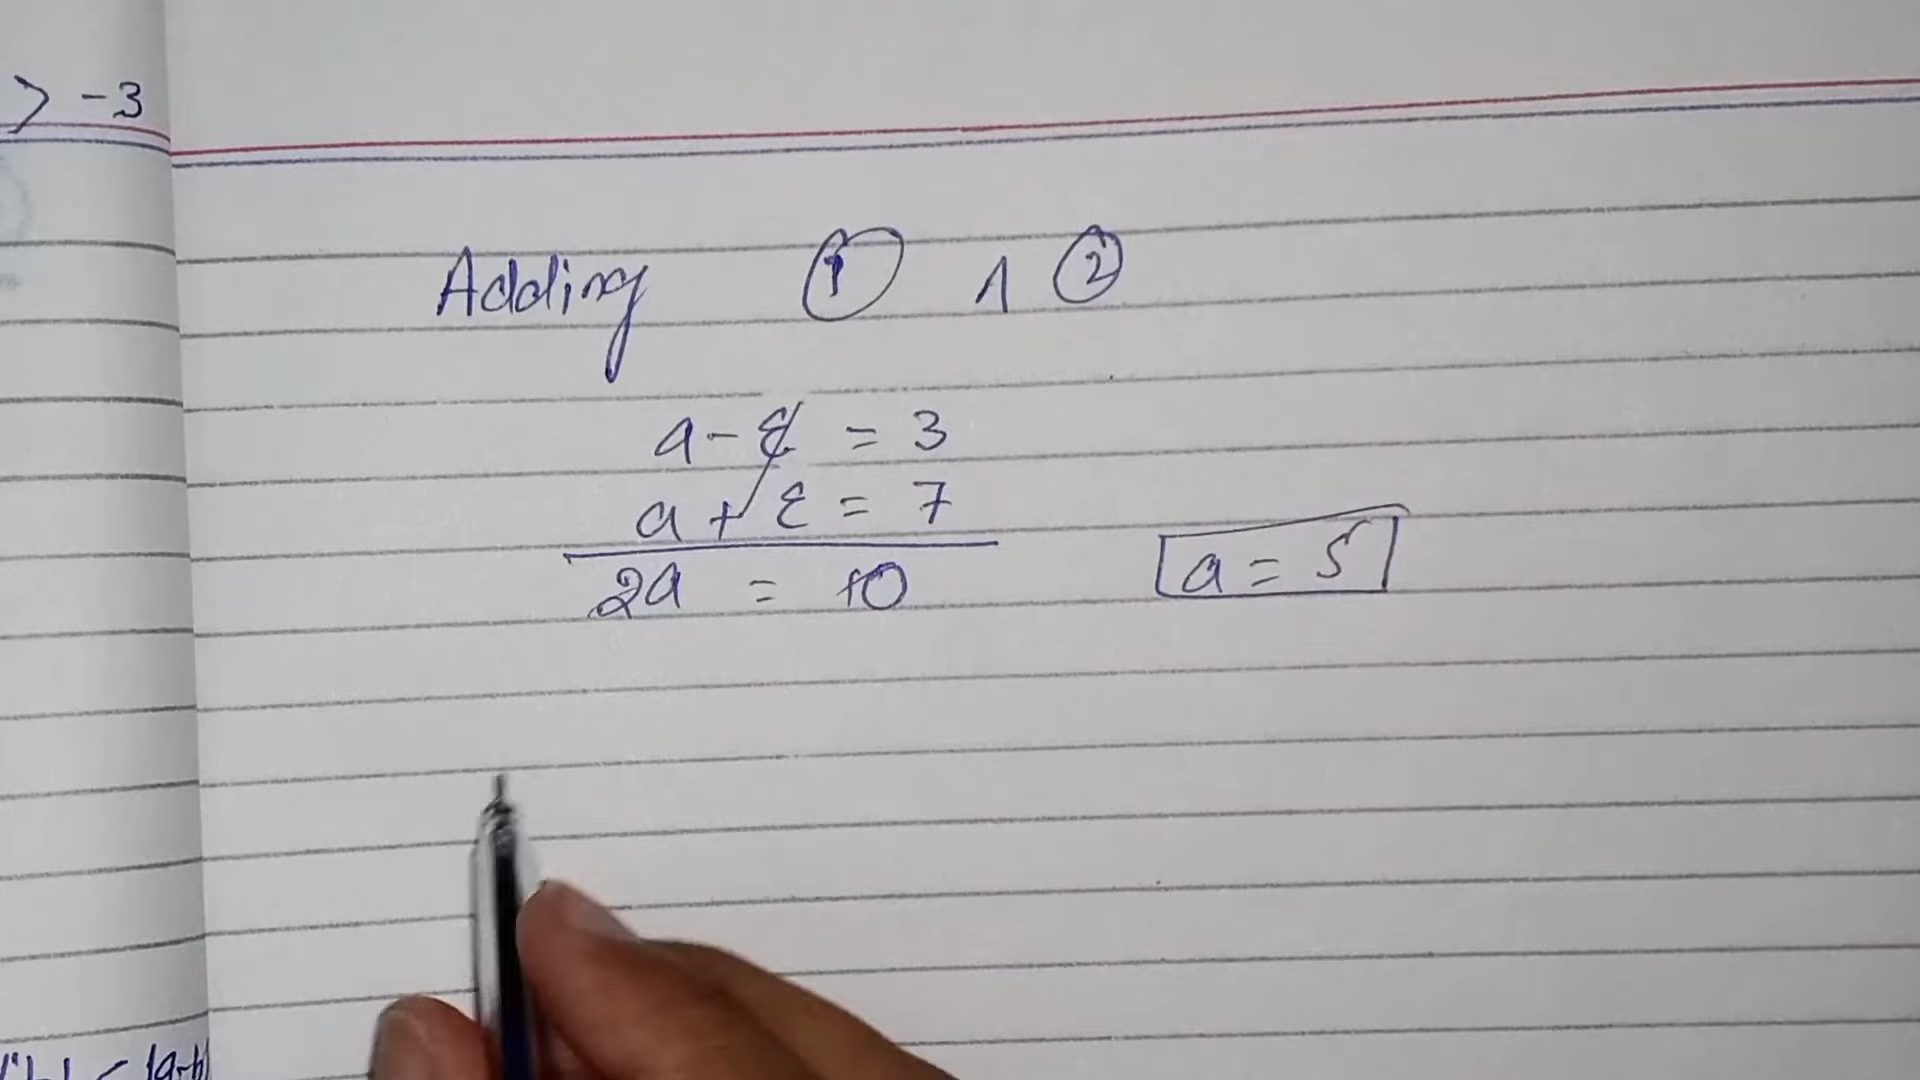 > -3
Adding ① ∧ ②
a - ε = 3
a + ε = 7
2a = 10
a = 5